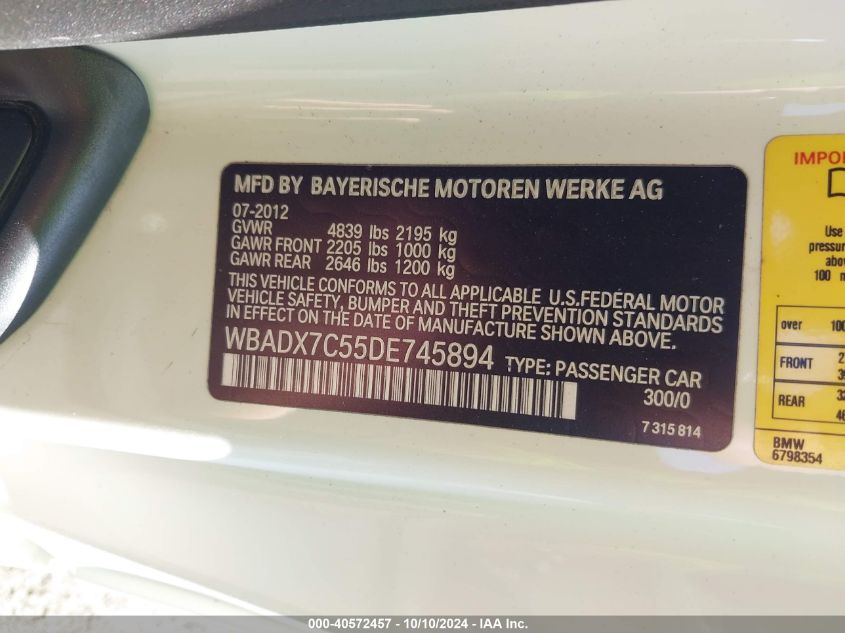 MFD BY BAYERISCHE MOTOREN WERKE AG
07-2012
GVWR 4839 lbs 2195 kg
GAWR FRONT 2205 lbs 1000 kg
GAWR REAR 2646 lbs 1200 kg
THIS VEHICLE CONFORMS TO ALL APPLICABLE U.S.FEDERAL MOTOR
VEHICLE SAFETY, BUMPER AND THEFT PREVENTION STANDARDS
IN EFFECT ON THE DATE OF MANUFACTURE SHOWN ABOVE.
WBADX7C55DE745894 TYPE: PASSENGER CAR
300/0
7 315 814
Use
over 100
FRONT
REAR
BMW
6798354
000-40572457 - 10/10/2024 - IAA Inc.